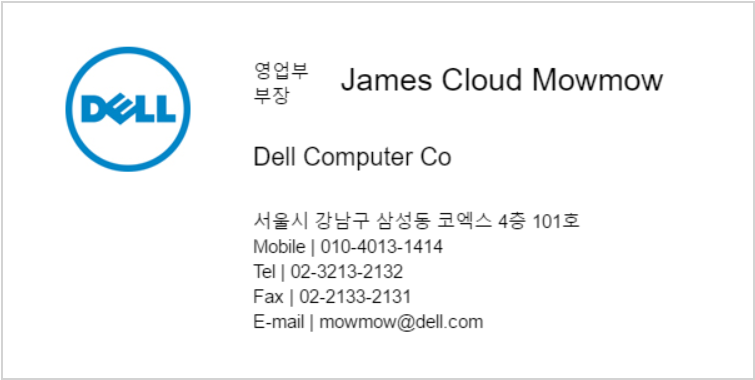 DELL
영업부
부장
James Cloud Mowmow
Dell Computer Co
서울시 강남구 삼성동 코엑스 4층 101호
Mobile | 010-4013-1414
Tel | 02-3213-2132
Fax | 02-2133-2131
E-mail | mowmow@dell.com